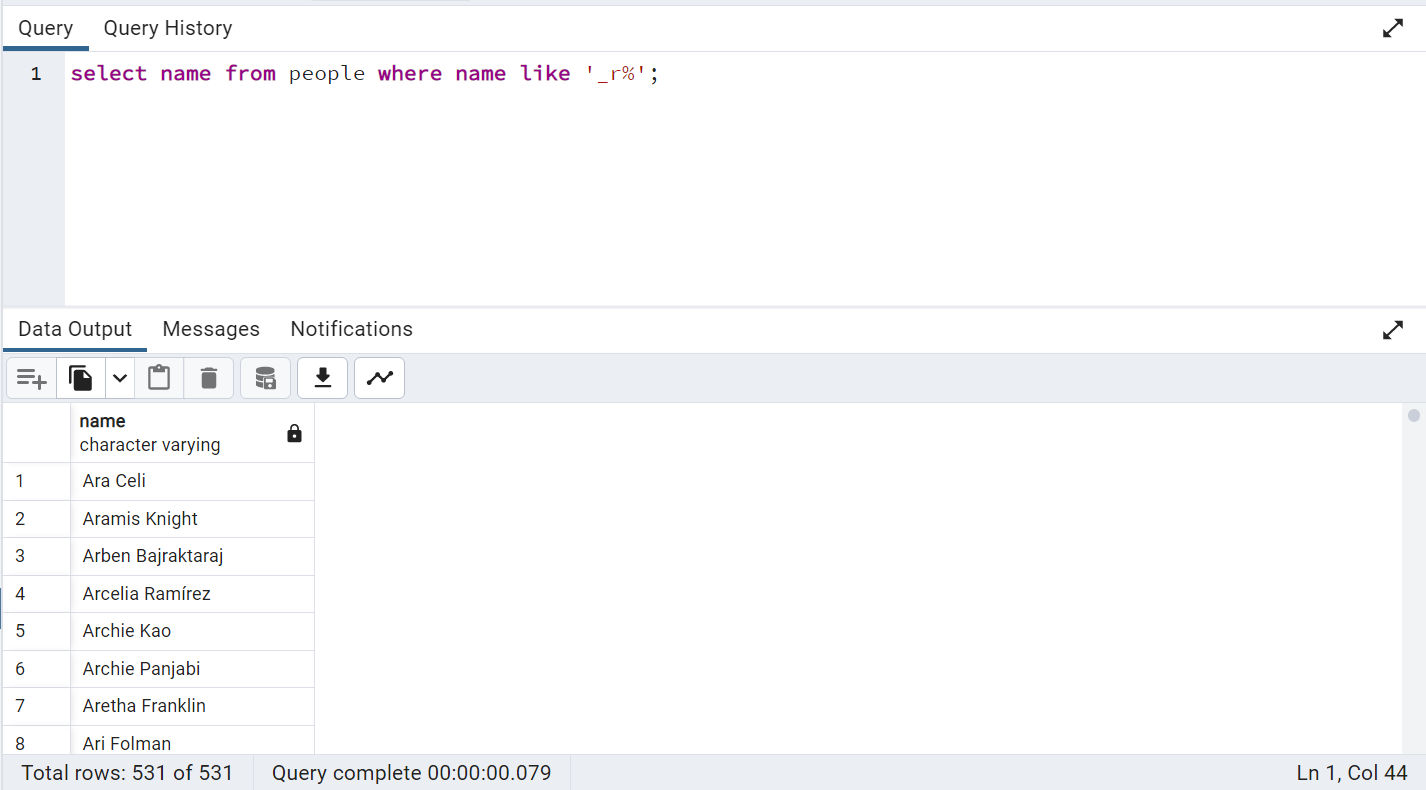 Query Query History
1 select name from people where name like '_r%';
Data Output Messages Notifications
name
character varying
1 Ara Celi
2 Aramis Knight
3 Arben Bajraktaraj
4 Arcelia Ramírez
5 Archie Kao
6 Archie Panjabi
7 Aretha Franklin
8 Ari Folman
Total rows: 531 of 531 Query complete 00:00:00.079 Ln 1, Col 44